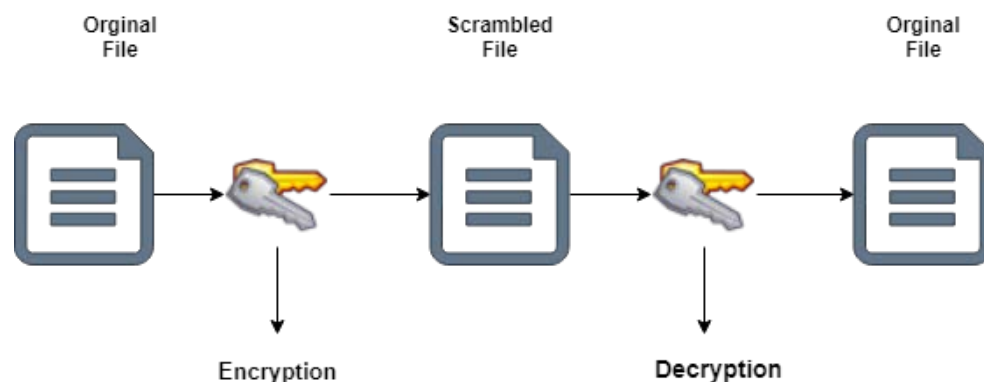 Orginal
File
Scrambled
File
Orginal
File
Encryption
Decryption